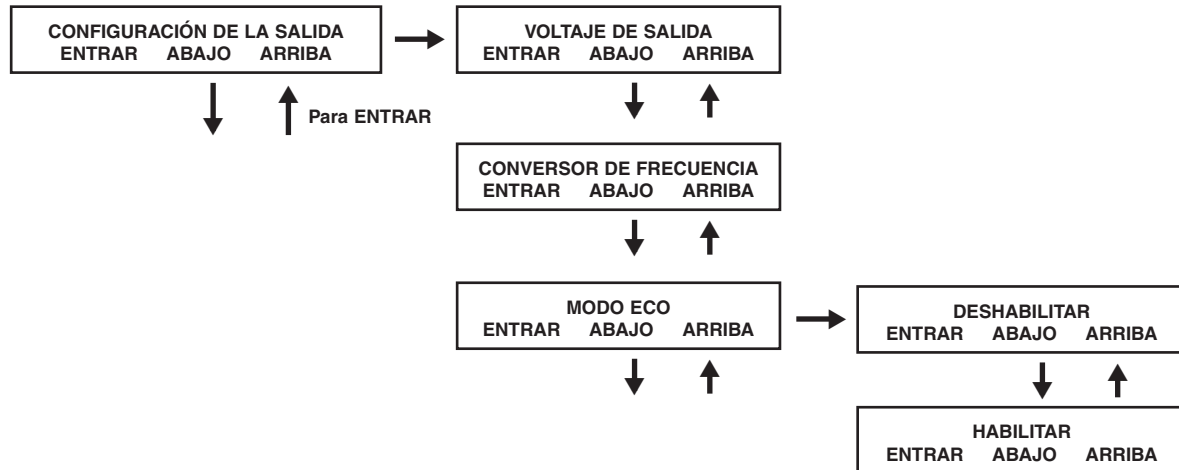 CONFIGURACIÓN DE LA SALIDA
ENTRAR ABAJO ARRIBA
VOLTAJE DE SALIDA
ENTRAR ABAJO ARRIBA
Para ENTRAR
CONVERSOR DE FRECUENCIA
ENTRAR ABAJO ARRIBA
MODO ECO
ENTRAR ABAJO ARRIBA
DESHABILITAR
ENTRAR ABAJO ARRIBA
HABILITAR
ENTRAR ABAJO ARRIBA